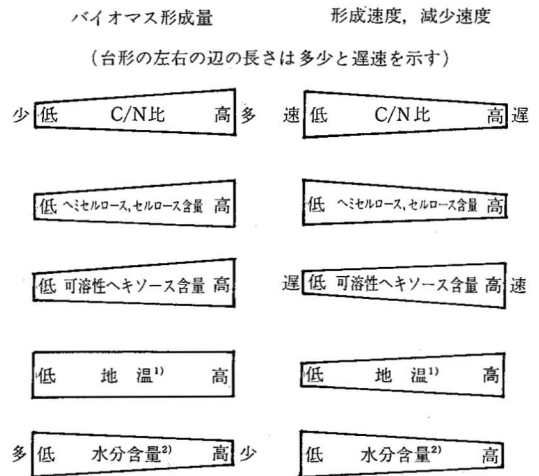 バイオマス形成量 形成速度，減少速度
（台形の左右の辺の長さは多少と遅速を示す）
少 低 C/N比 高 多 速 低 C/N比 高 遅
低 ヘミセルロース，セルロース含量 高 低 ヘミセルロース，セルロース含量 高
低 可溶性ヘキソース含量 高 遅 低 可溶性ヘキソース含量 高 速
低 地 温1) 高 低 地 温1) 高
多 低 水分含量2) 高 少 低 水分含量2) 高